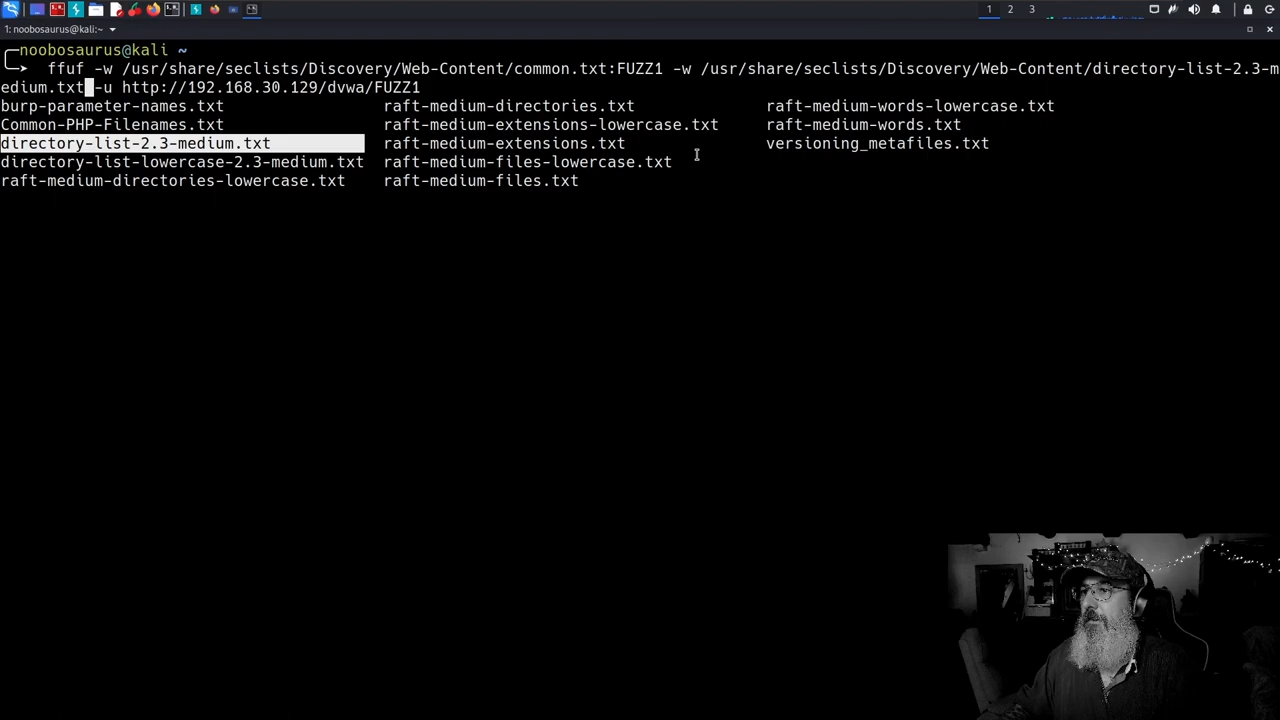 1 2 3
1: noobosaurus@kali:~
noobosaurus@kali ~
ffuf -w /usr/share/seclists/Discovery/Web-Content/common.txt:FUZZ1 -w /usr/share/seclists/Discovery/Web-Content/directory-list-2.3-m
edium.txt -u http://192.168.30.129/dvwa/FUZZ1
burp-parameter-names.txt raft-medium-directories.txt raft-medium-words-lowercase.txt
Common-PHP-Filenames.txt raft-medium-extensions-lowercase.txt raft-medium-words.txt
directory-list-2.3-medium.txt raft-medium-extensions.txt versioning_metafiles.txt
directory-list-lowercase-2.3-medium.txt raft-medium-files-lowercase.txt
raft-medium-directories-lowercase.txt raft-medium-files.txt